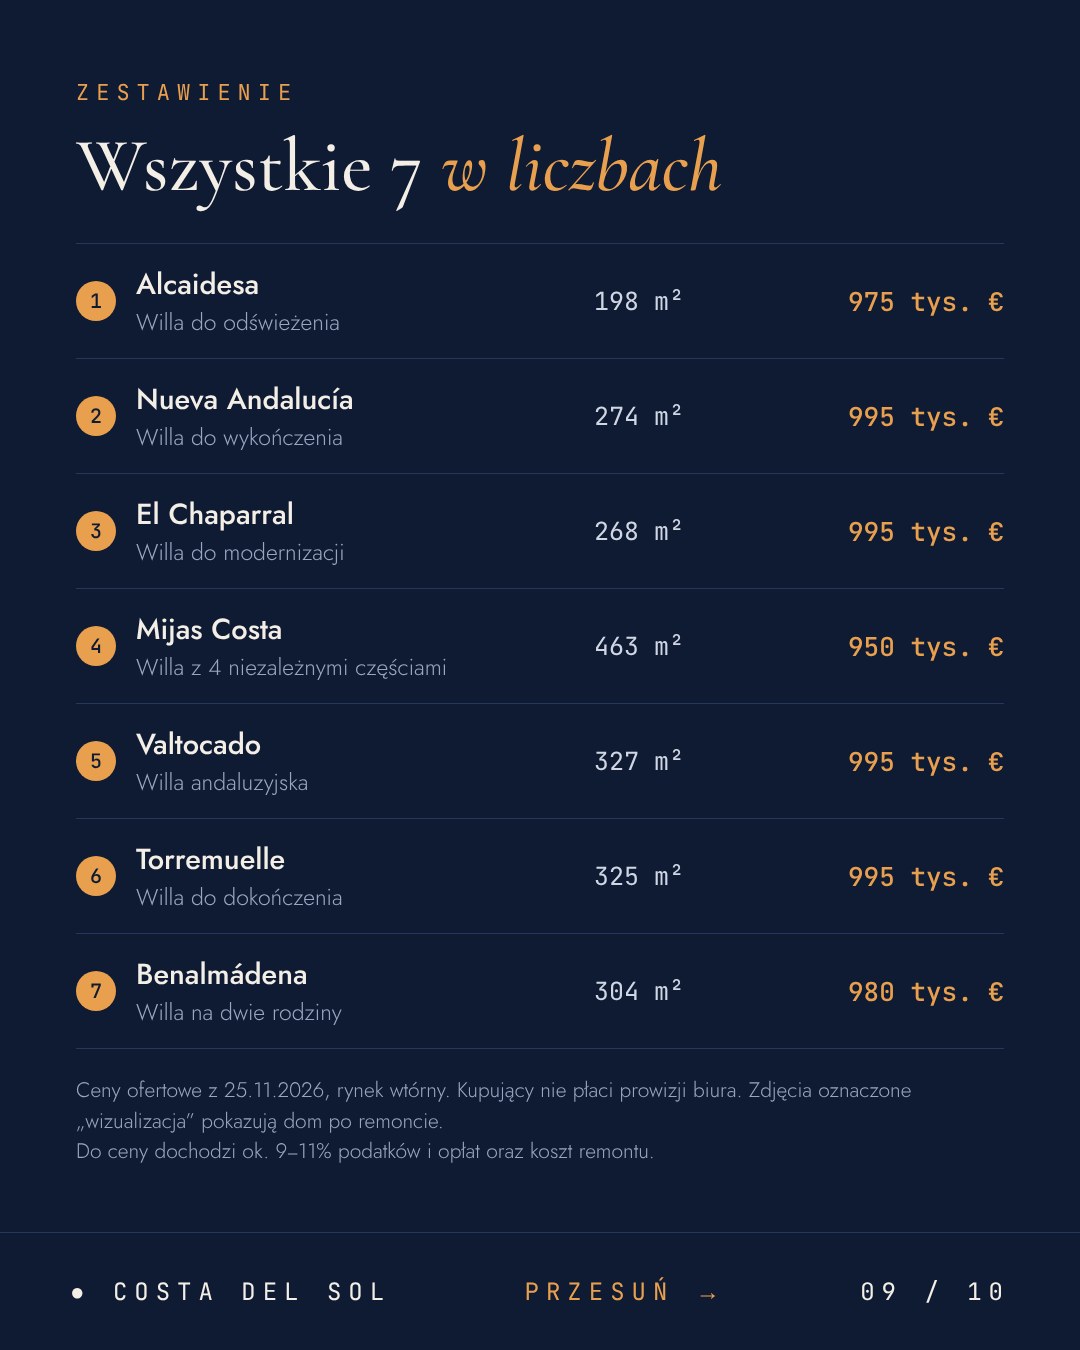 ZESTAWIENIE
Wszystkie 7 w liczbach
1 Alcaidesa 198 m² 975 tys. €
Willa do odświeżenia
2 Nueva Andalucía 274 m² 995 tys. €
Willa do wykończenia
3 El Chaparral 268 m² 995 tys. €
Willa do modernizacji
4 Mijas Costa 463 m² 950 tys. €
Willa z 4 niezależnymi częściami
5 Valtocado 327 m² 995 tys. €
Willa andaluzyjska
6 Torremuelle 325 m² 995 tys. €
Willa do dokończenia
7 Benalmádena 304 m² 980 tys. €
Willa na dwie rodziny
Ceny ofertowe z 25.11.2026, rynek wtórny. Kupujący nie płaci prowizji biura. Zdjęcia oznaczone
„wizualizacja” pokazują dom po remoncie.
Do ceny dochodzi ok. 9–11% podatków i opłat oraz koszt remontu.
• COSTA DEL SOL PRZESUŃ → 09 / 10